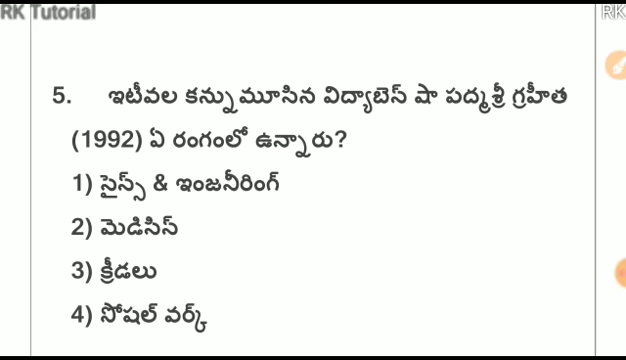 RK Tutorial RK
5. ఇటీవల కన్నుమూసిన విద్యాబెస్ షా పద్మశ్రీ గ్రహీత
(1992) ఏ రంగంలో ఉన్నారు?
1) సైన్స్ & ఇంజనీరింగ్
2) మెడిసిస్
3) క్రీడలు
4) సోషల్ వర్క్